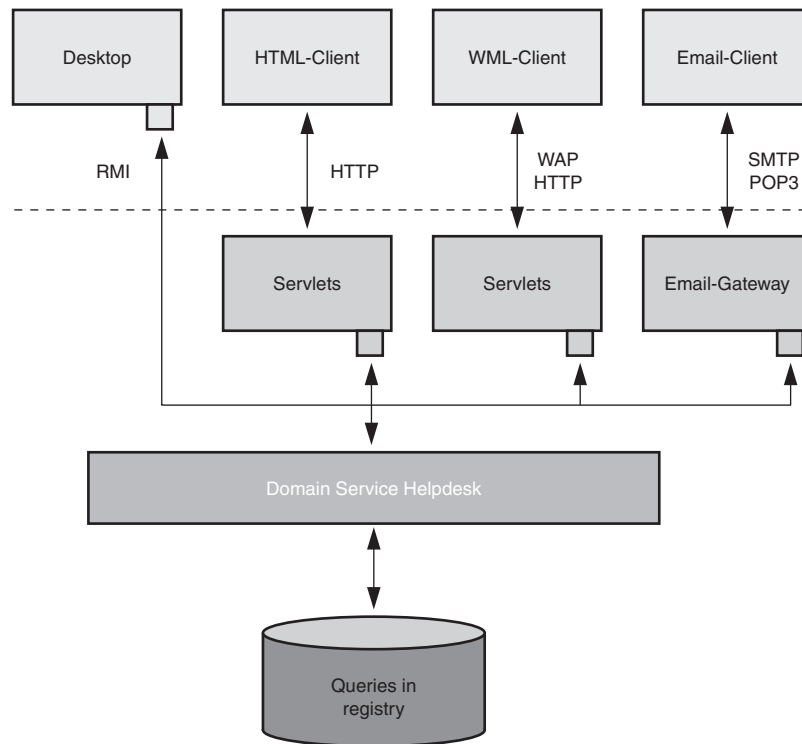 Desktop
HTML-Client
WML-Client
Email-Client
RMI
HTTP
WAP
HTTP
SMTP
POP3
Servlets
Servlets
Email-Gateway
Domain Service Helpdesk
Queries in
registry